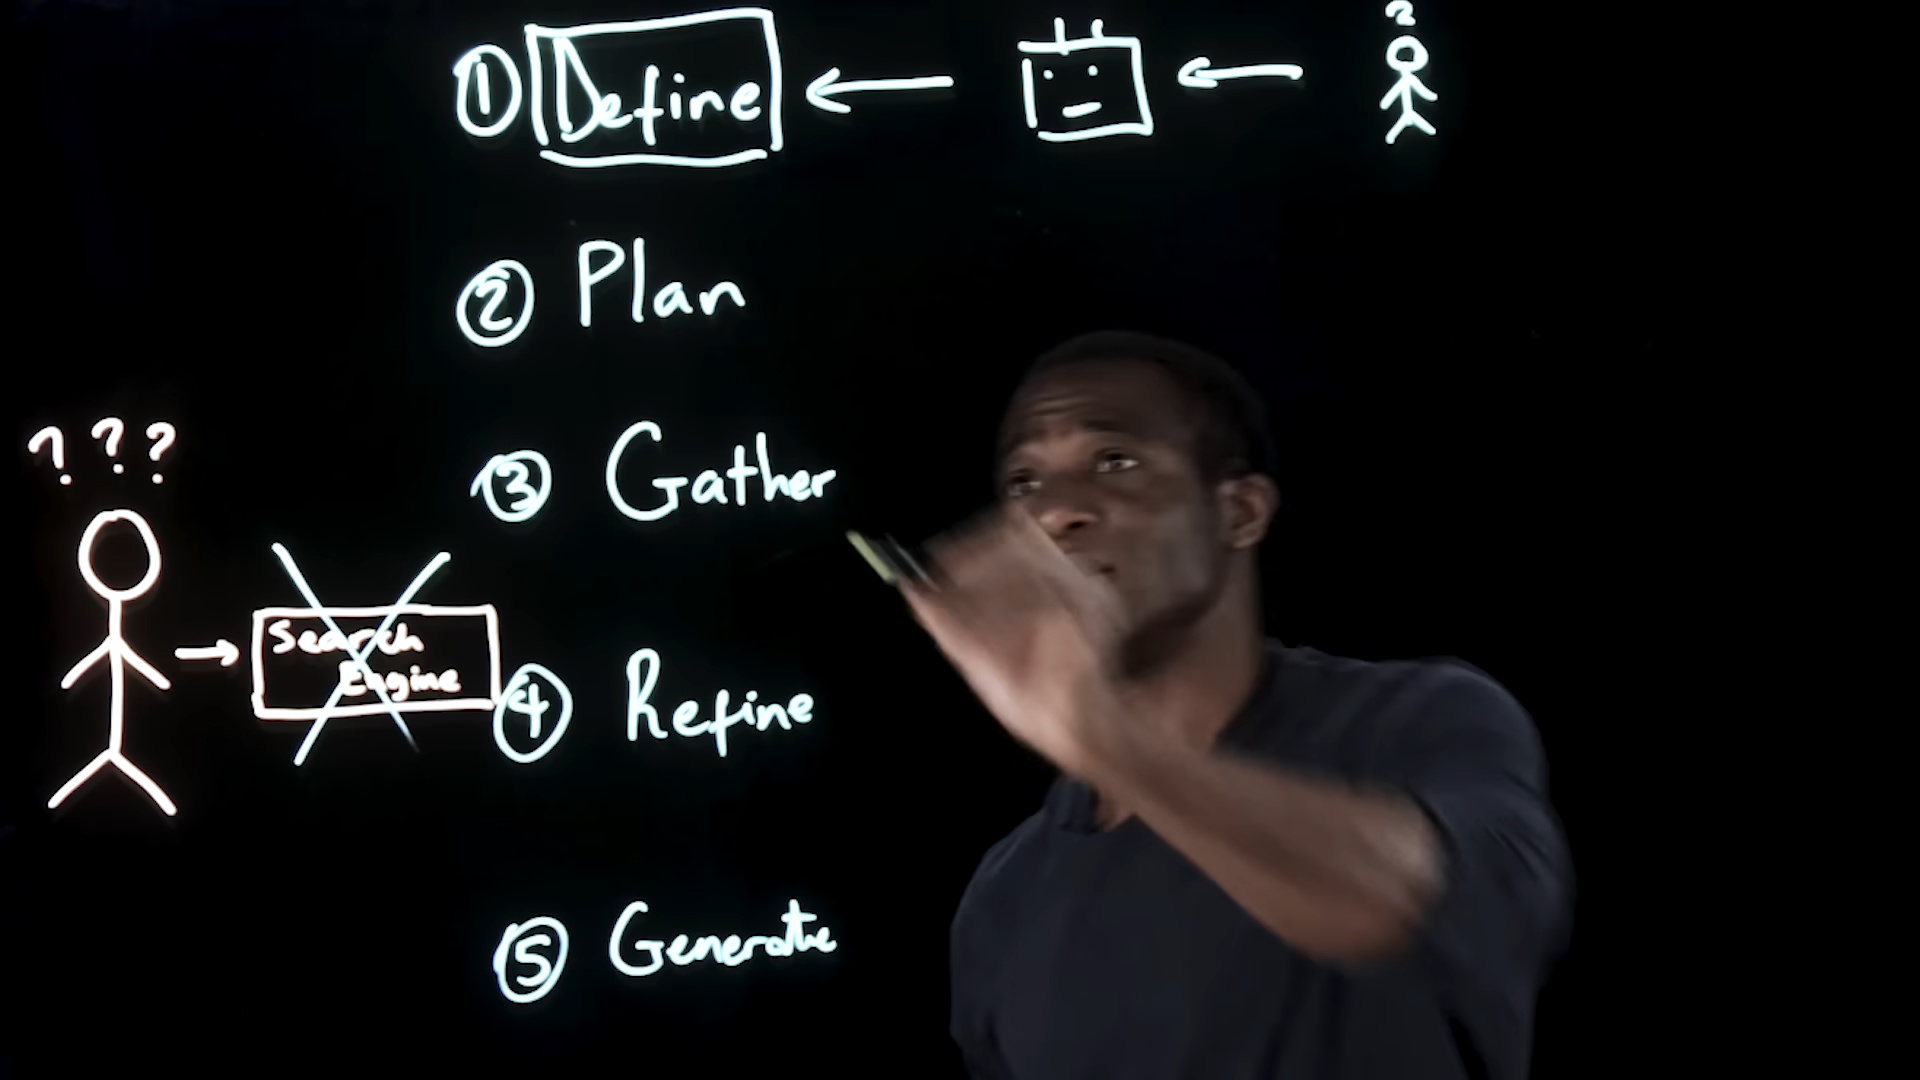 ?
① Define
② Plan
③ Gather
? ? ?
Search
Engine
④ Refine
⑤ Generate